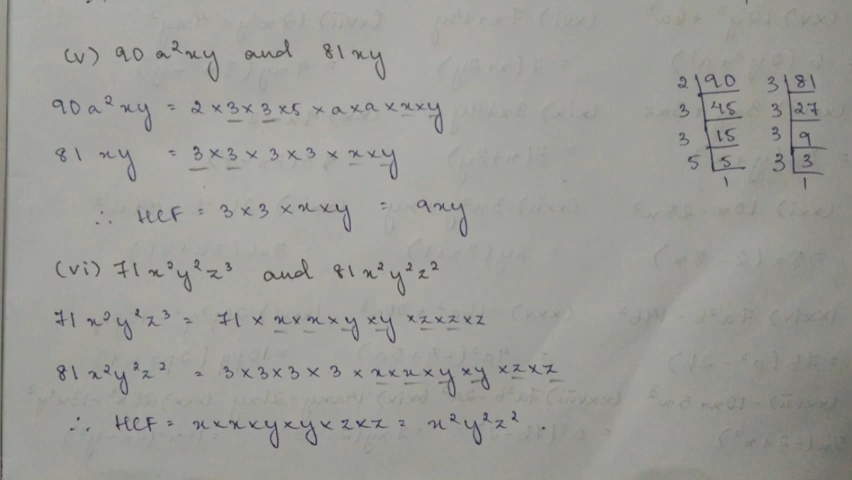 (v) 90 a²xy and 81 xy
90 a²xy = 2 × 3 × 3 × 5 × a × a × x × y
81 xy = 3 × 3 × 3 × 3 × x × y
∴ HCF = 3 × 3 × x × y = 9xy
2 | 90
3 | 45
3 | 15
5 | 5
1
3 | 81
3 | 27
3 | 9
3 | 3
1
(vi) 71 x²y²z³ and 81 x²y²z²
71 x²y²z³ = 71 × x × x × y × y × z × z × z
81 x²y²z² = 3 × 3 × 3 × 3 × x × x × y × y × z × z
∴ HCF = x × x × y × y × z × z = x²y²z² .